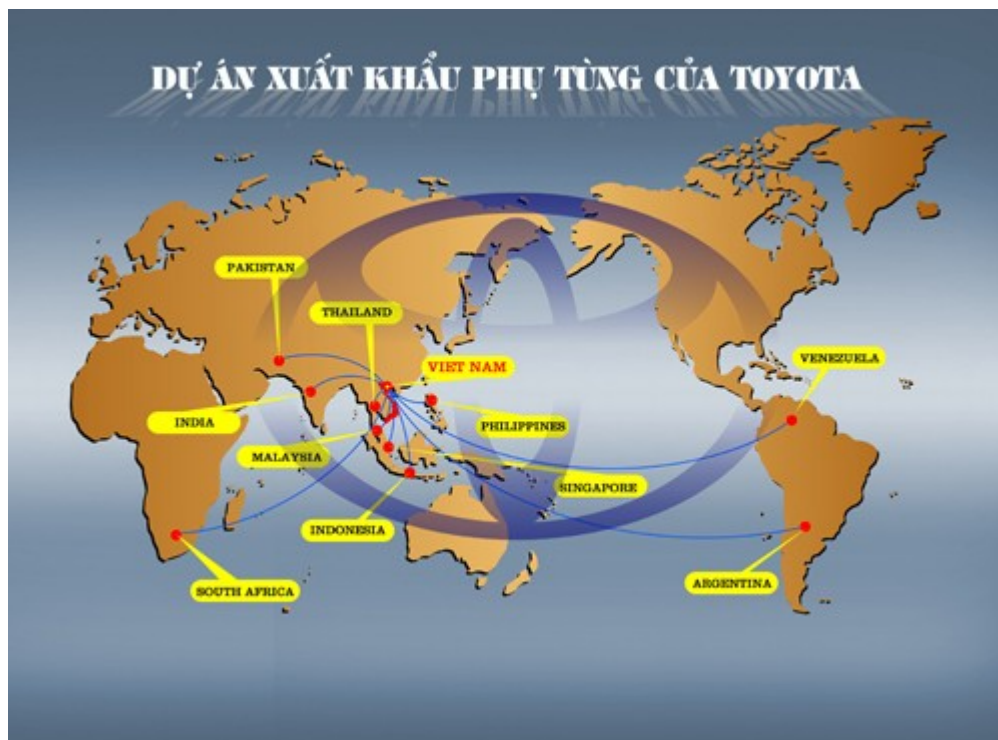 DỰ ÁN XUẤT KHẨU PHỤ TÙNG CỦA TOYOTA
PAKISTAN
THAILAND
VENEZUELA
VIET NAM
INDIA
PHILIPPINES
MALAYSIA
SINGAPORE
INDONESIA
ARGENTINA
SOUTH AFRICA